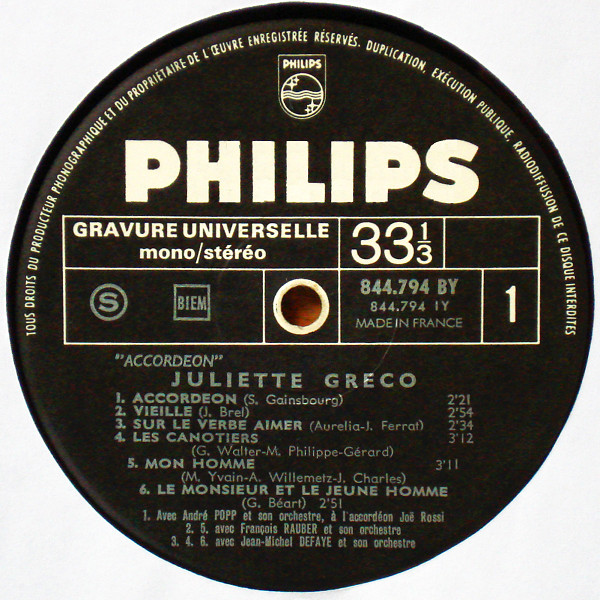 TOUS DROITS DU PRODUCTEUR PHONOGRAPHIQUE ET DU PROPRIÉTAIRE DE L'ŒUVRE ENREGISTRÉE RÉSERVÉS. DUPLICATION, EXÉCUTION PUBLIQUE, RADIODIFFUSION DE CE DISQUE INTERDITES
PHILIPS
PHILIPS
GRAVURE UNIVERSELLE
mono/stéréo
33 1/3
S
BIEM
844.794 BY
844.794 IY
MADE IN FRANCE
1
""ACCORDEON"
JULIETTE GRECO
1. ACCORDEON (S. Gainsbourg) 2'21
2. VIEILLE (J. Brel) 2'54
3. SUR LE VERBE AIMER (Aurelia-J. Ferrat) 2'34
4. LES CANOTIERS 3'12
(G. Walter-M. Philippe-Gérard)
5. MON HOMME 3'11
(M. Yvain-A. Willemetz-J. Charles)
6. LE MONSIEUR ET LE JEUNE HOMME
(G. Béart) 2'51
1. Avec André POPP et son orchestre, à l'accordéon Joë Rossi
2. 5. avec François RAUBER et son orchestre
3. 4. 6. avec Jean-Michel DEFAYE et son orchestre